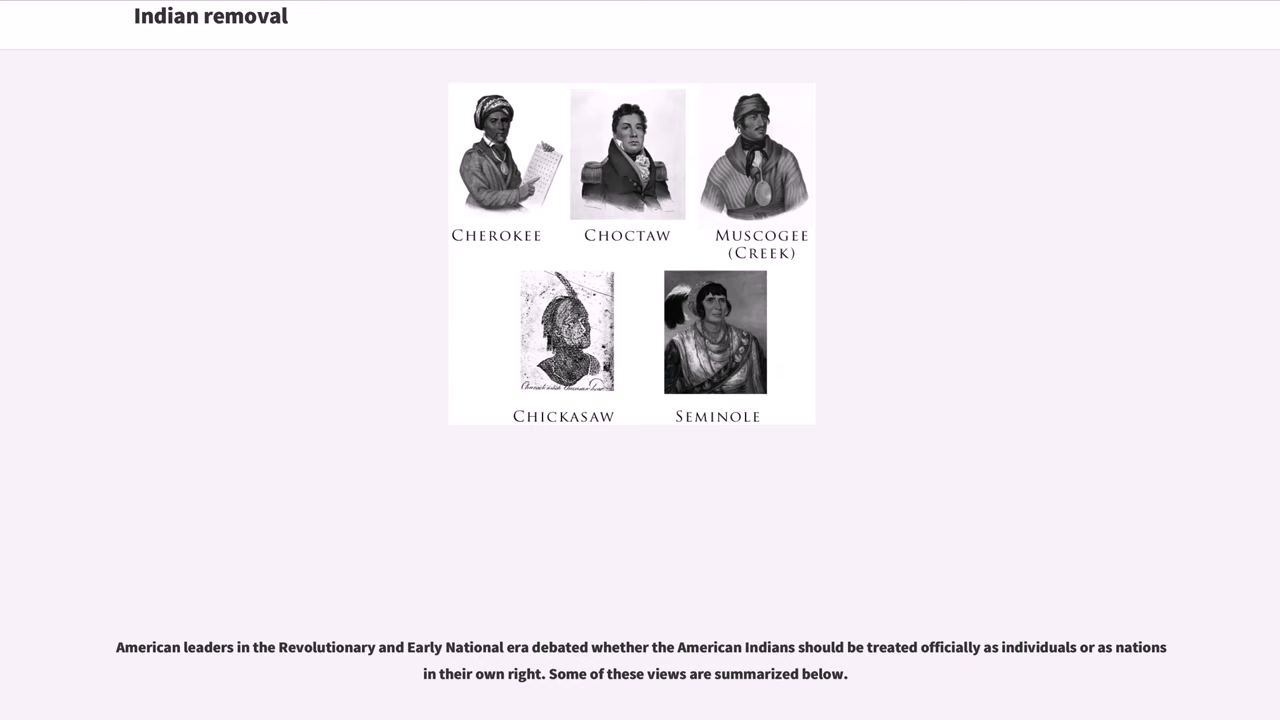 Indian removal
CHEROKEE
CHOCTAW
MUSCOGEE
(CREEK)
CHICKASAW
SEMINOLE
American leaders in the Revolutionary and Early National era debated whether the American Indians should be treated officially as individuals or as nations
in their own right. Some of these views are summarized below.